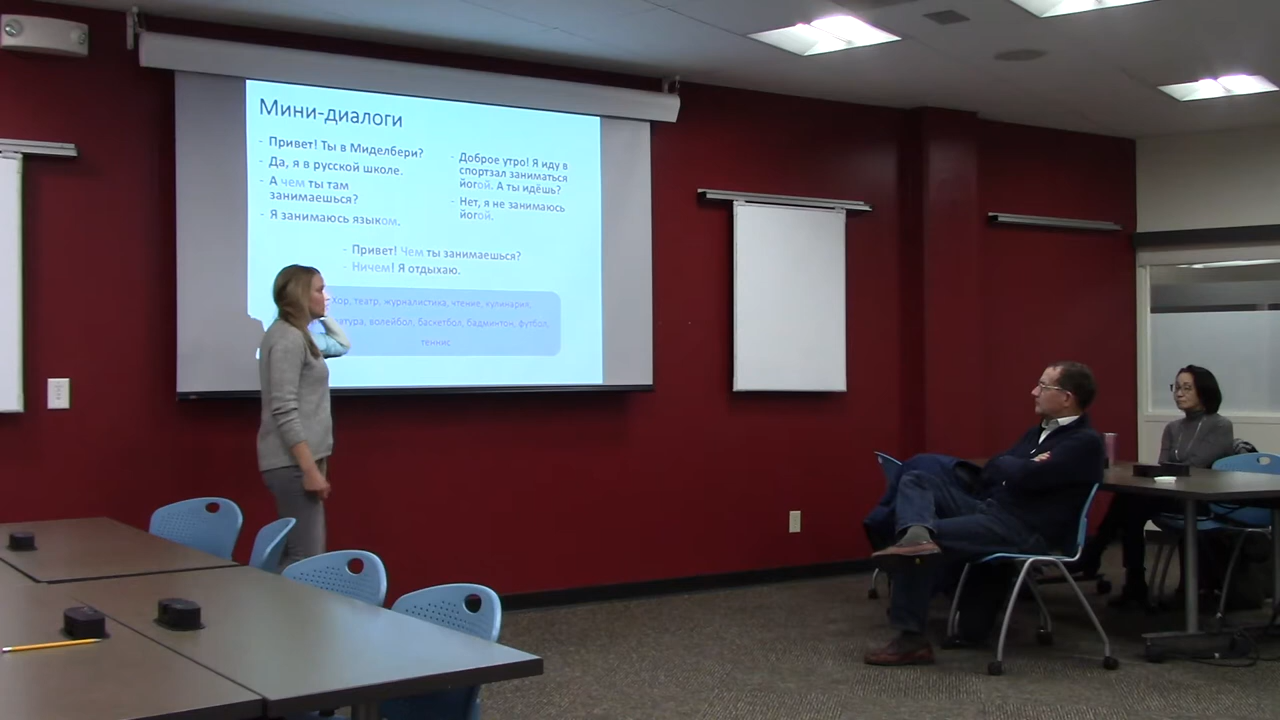 Мини-диалоги
- Привет! Ты в Миделбери?
- Да, я в русской школе.
- А чем ты там
занимаешься?
- Я занимаюсь языком.
- Доброе утро! Я иду в
спортзал заниматься
йогой. А ты идёшь?
- Нет, я не занимаюсь
йогой.
- Привет! Чем ты занимаешься?
- Ничем! Я отдыхаю.
Хор, театр, журналистика, чтение, кулинария,
волейбол, баскетбол, бадминтон, футбол,
теннис